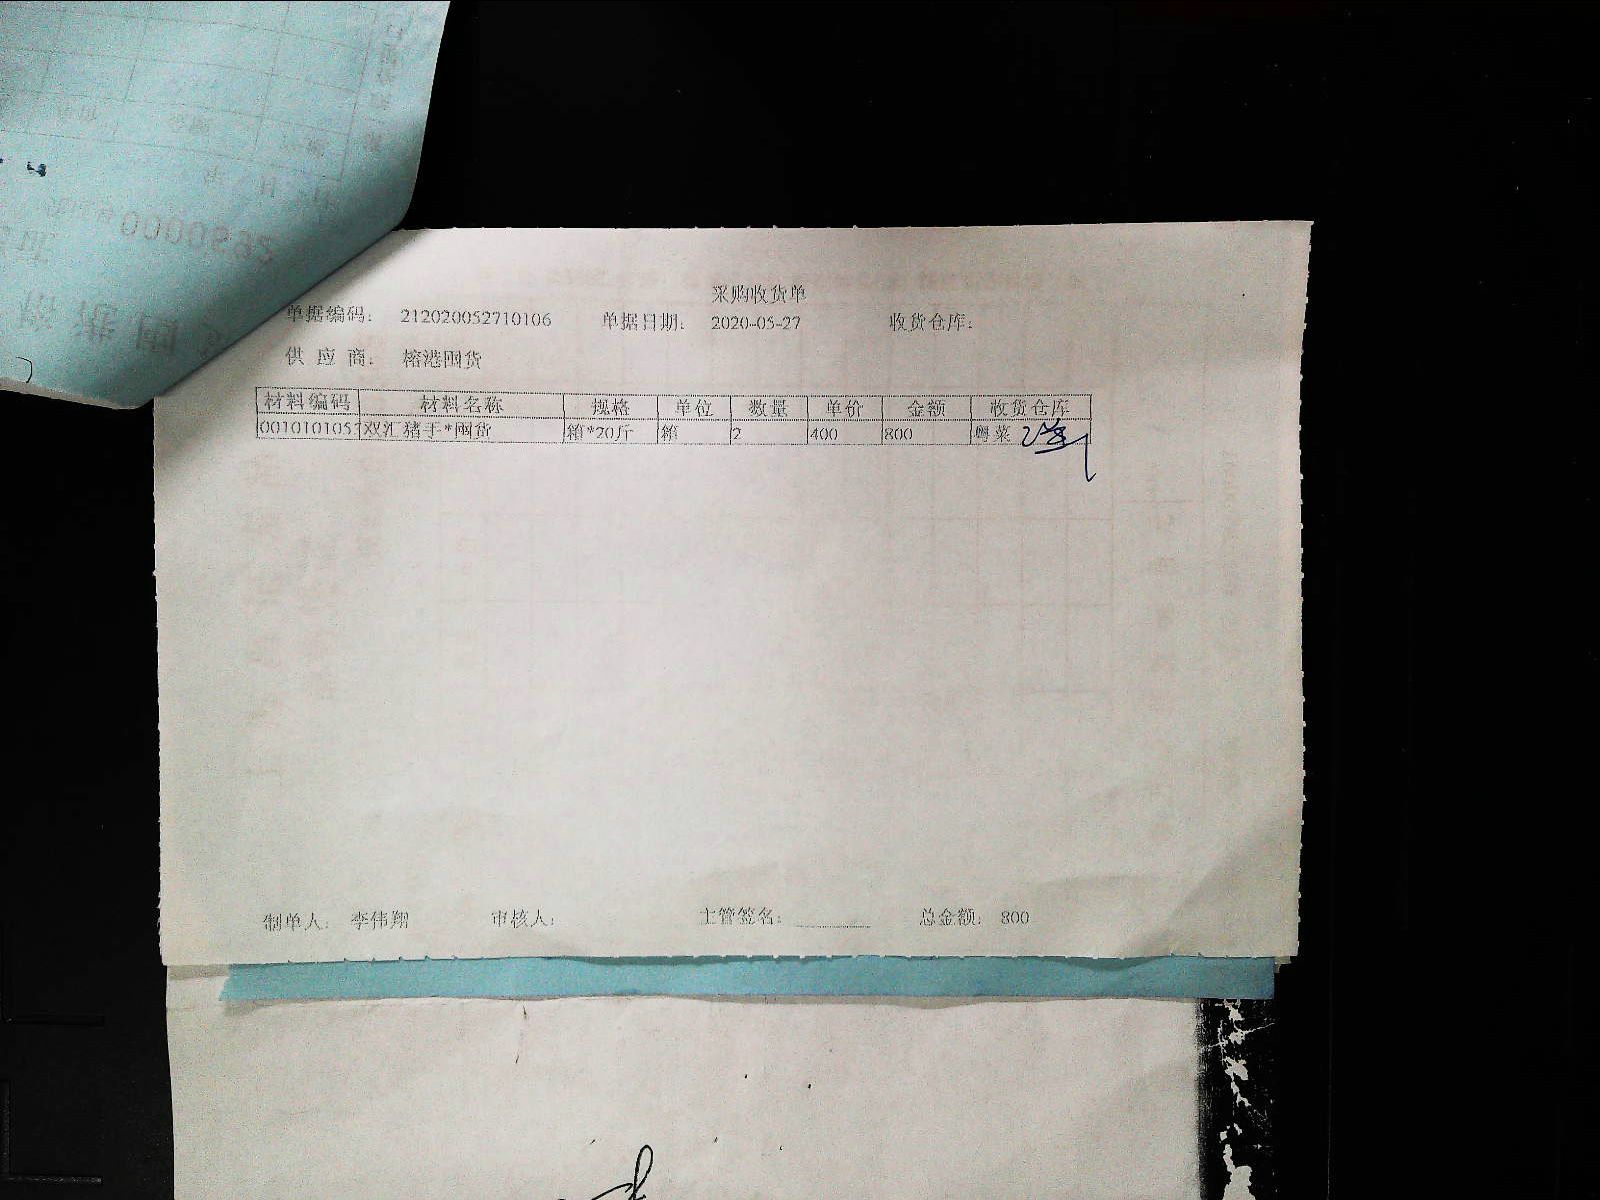 采购收货单
单据编码： 212020052710106 单据日期： 2020-05-27 收货仓库：
供 应 商： 榕港囤货
材料编码 材料名称 规格 单位 数量 单价 金额 收货仓库
0010101057 双汇猪手*囤货 箱*20斤 箱 2 400 800 粤菜
制单人： 李伟翔 审核人： 主管签名： 总金额： 800